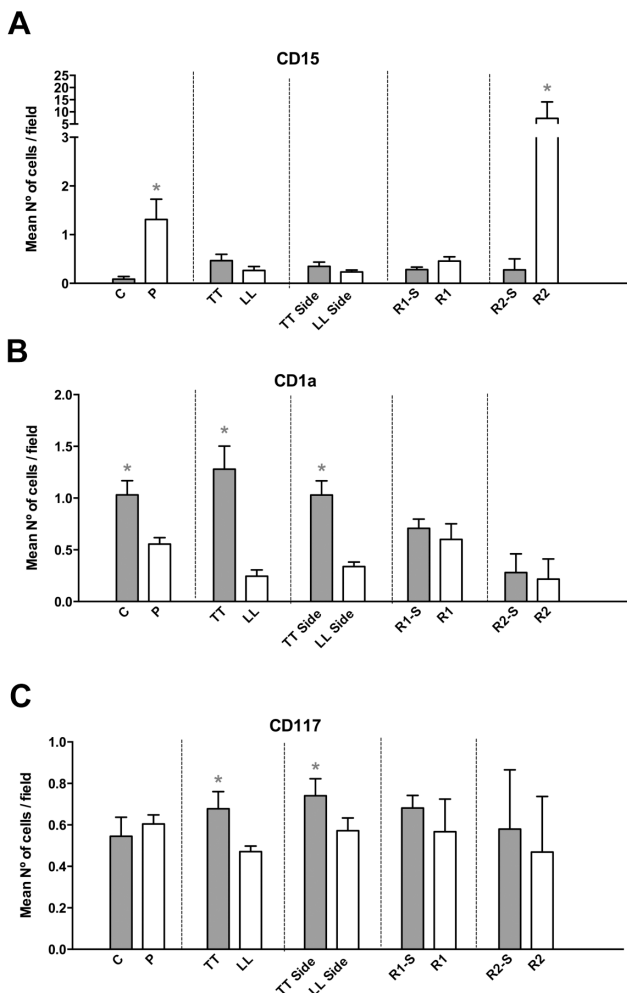 A
CD15
Mean Nº of cells / field
25
20
15
10
5
3
2
1
0
*
*
C
P
TT
LL
TT Side
LL Side
R1-S
R1
R2-S
R2
B
CD1a
Mean Nº of cells / field
2.0
1.5
1.0
0.5
0.0
*
*
*
C
P
TT
LL
TT Side
LL Side
R1-S
R1
R2-S
R2
C
CD117
Mean Nº of cells / field
1.0
0.8
0.6
0.4
0.2
0.0
*
*
C
P
TT
LL
TT Side
LL Side
R1-S
R1
R2-S
R2